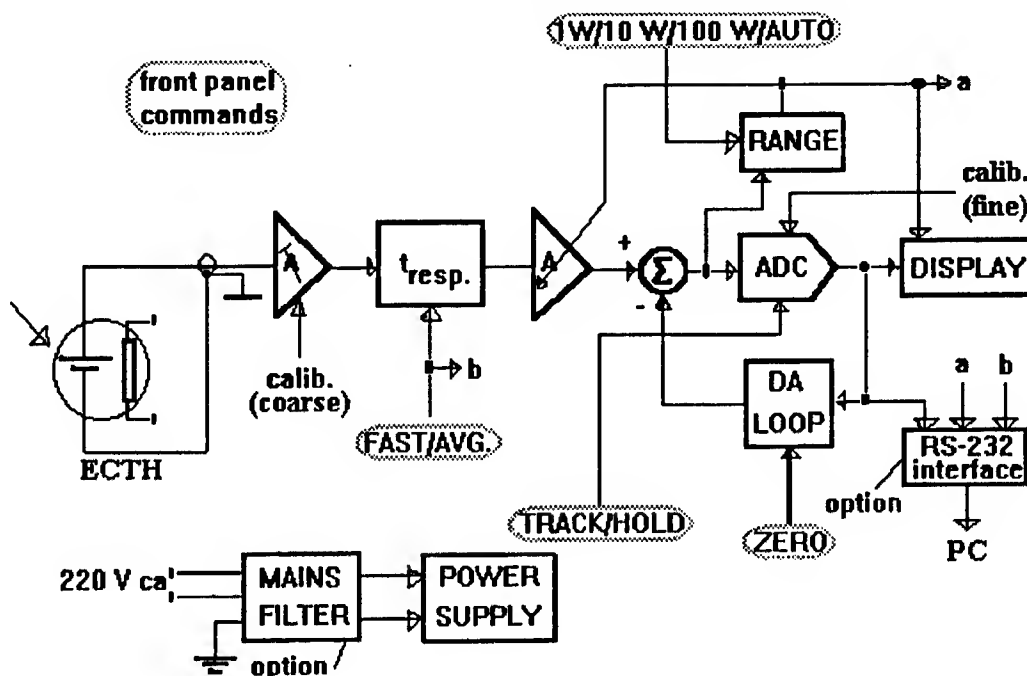 1W/10 W/100 W/AUTO
front panel
commands
a
RANGE
calib.
(fine)
A
t resp.
A
+
Σ
-
ADC
DISPLAY
calib.
(coarse)
b
DA
LOOP
a
b
ECTH
FAST/AVG.
RS-232
interface
option
TRACK/HOLD
ZERO
PC
220 V ca
MAINS
FILTER
POWER
SUPPLY
option